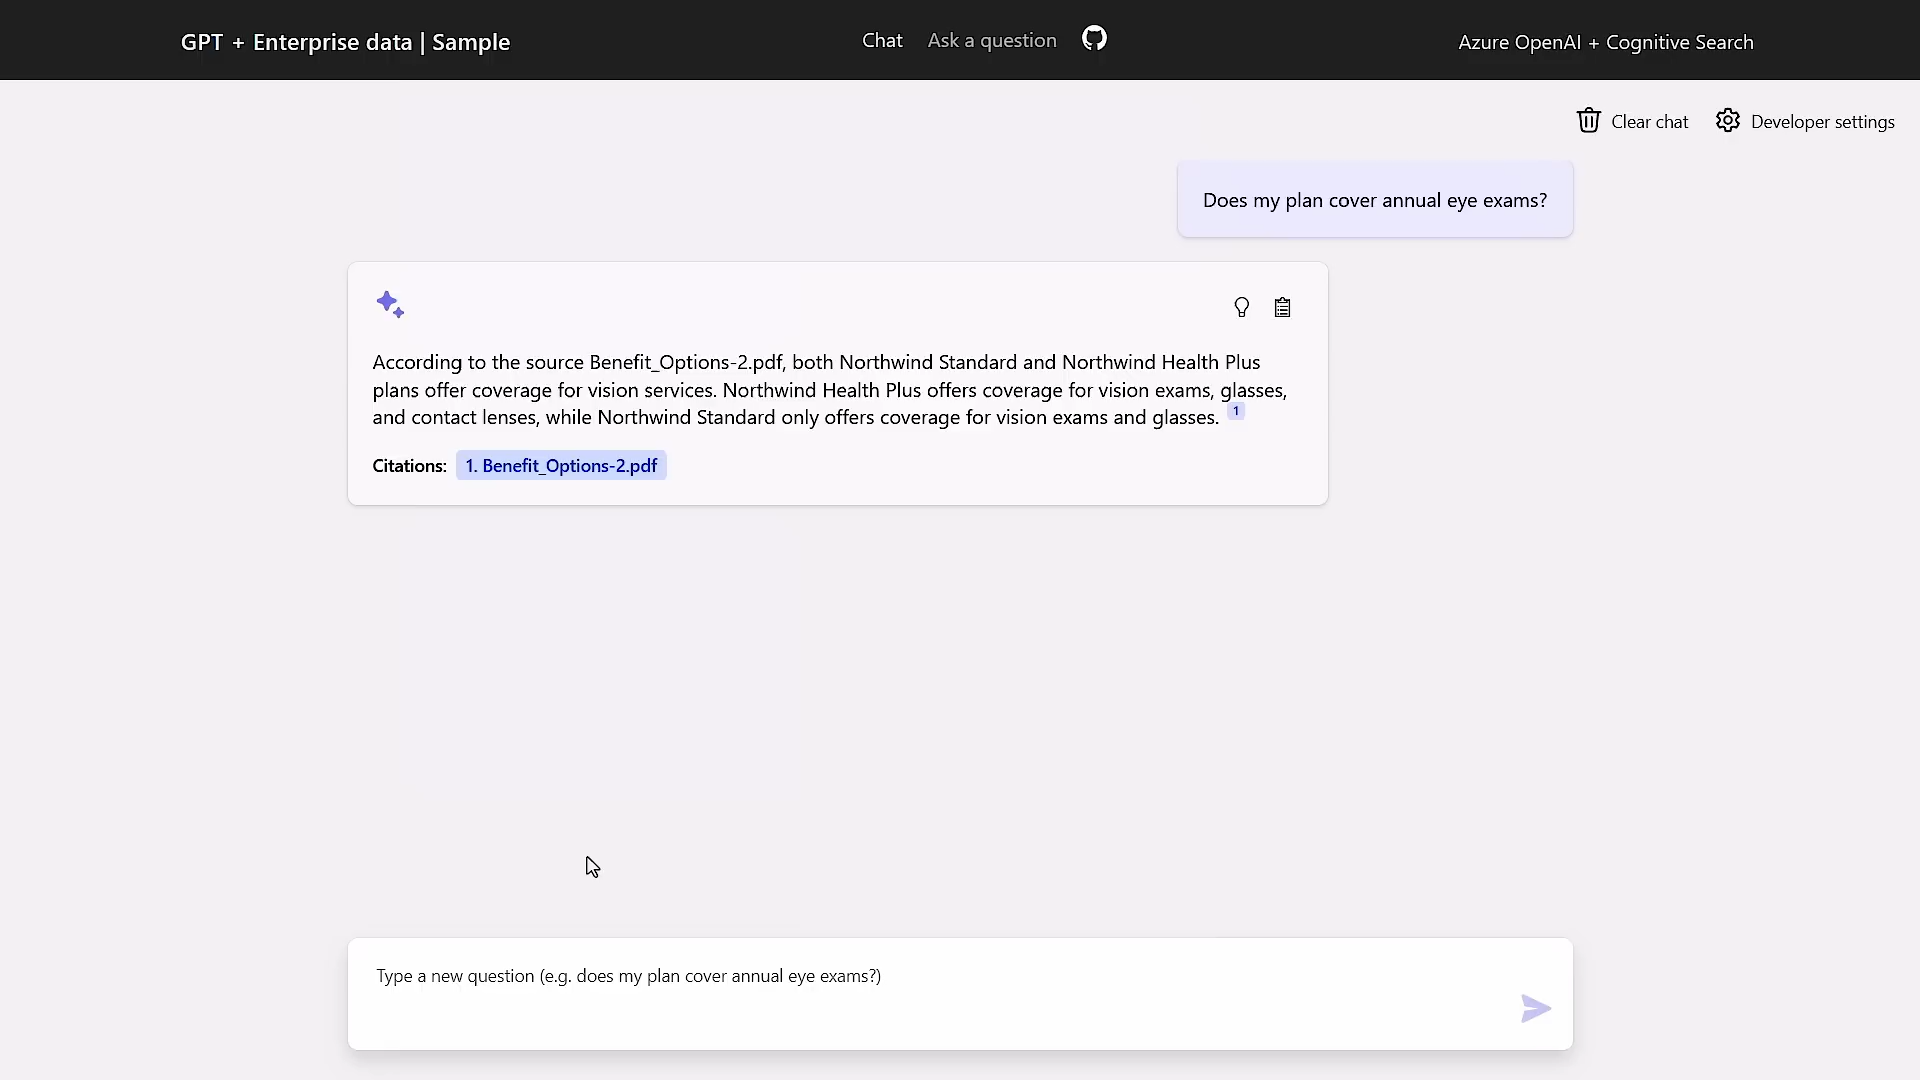 GPT + Enterprise data | Sample
Chat
Ask a question
Azure OpenAI + Cognitive Search
Clear chat
Developer settings
Does my plan cover annual eye exams?
According to the source Benefit_Options-2.pdf, both Northwind Standard and Northwind Health Plus
plans offer coverage for vision services. Northwind Health Plus offers coverage for vision exams, glasses,
and contact lenses, while Northwind Standard only offers coverage for vision exams and glasses. 1
Citations: 1. Benefit_Options-2.pdf
Type a new question (e.g. does my plan cover annual eye exams?)